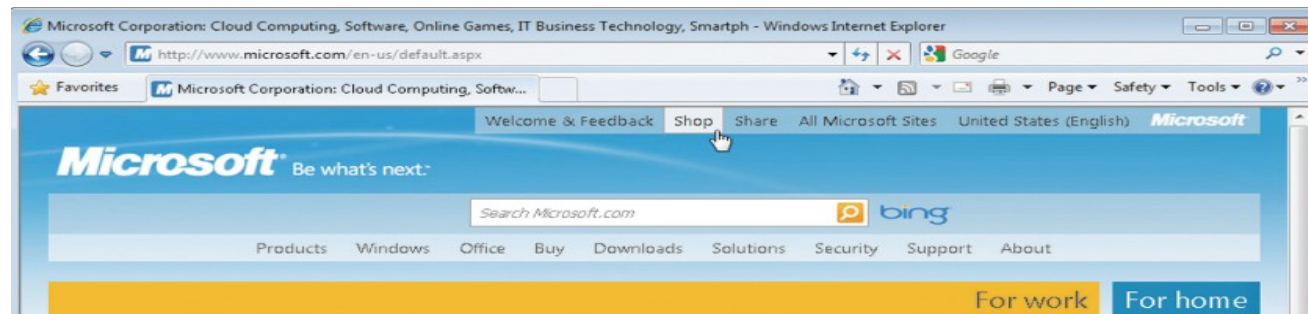 Microsoft Corporation: Cloud Computing, Software, Online Games, IT Business Technology, Smartph - Windows Internet Explorer
http://www.microsoft.com/en-us/default.aspx Google
Favorites Microsoft Corporation: Cloud Computing, Softw... Page Safety Tools
Welcome & Feedback Shop Share All Microsoft Sites United States (English) Microsoft
Microsoft Be what's next.™
Search Microsoft.com bing
Products Windows Office Buy Downloads Solutions Security Support About
For work For home